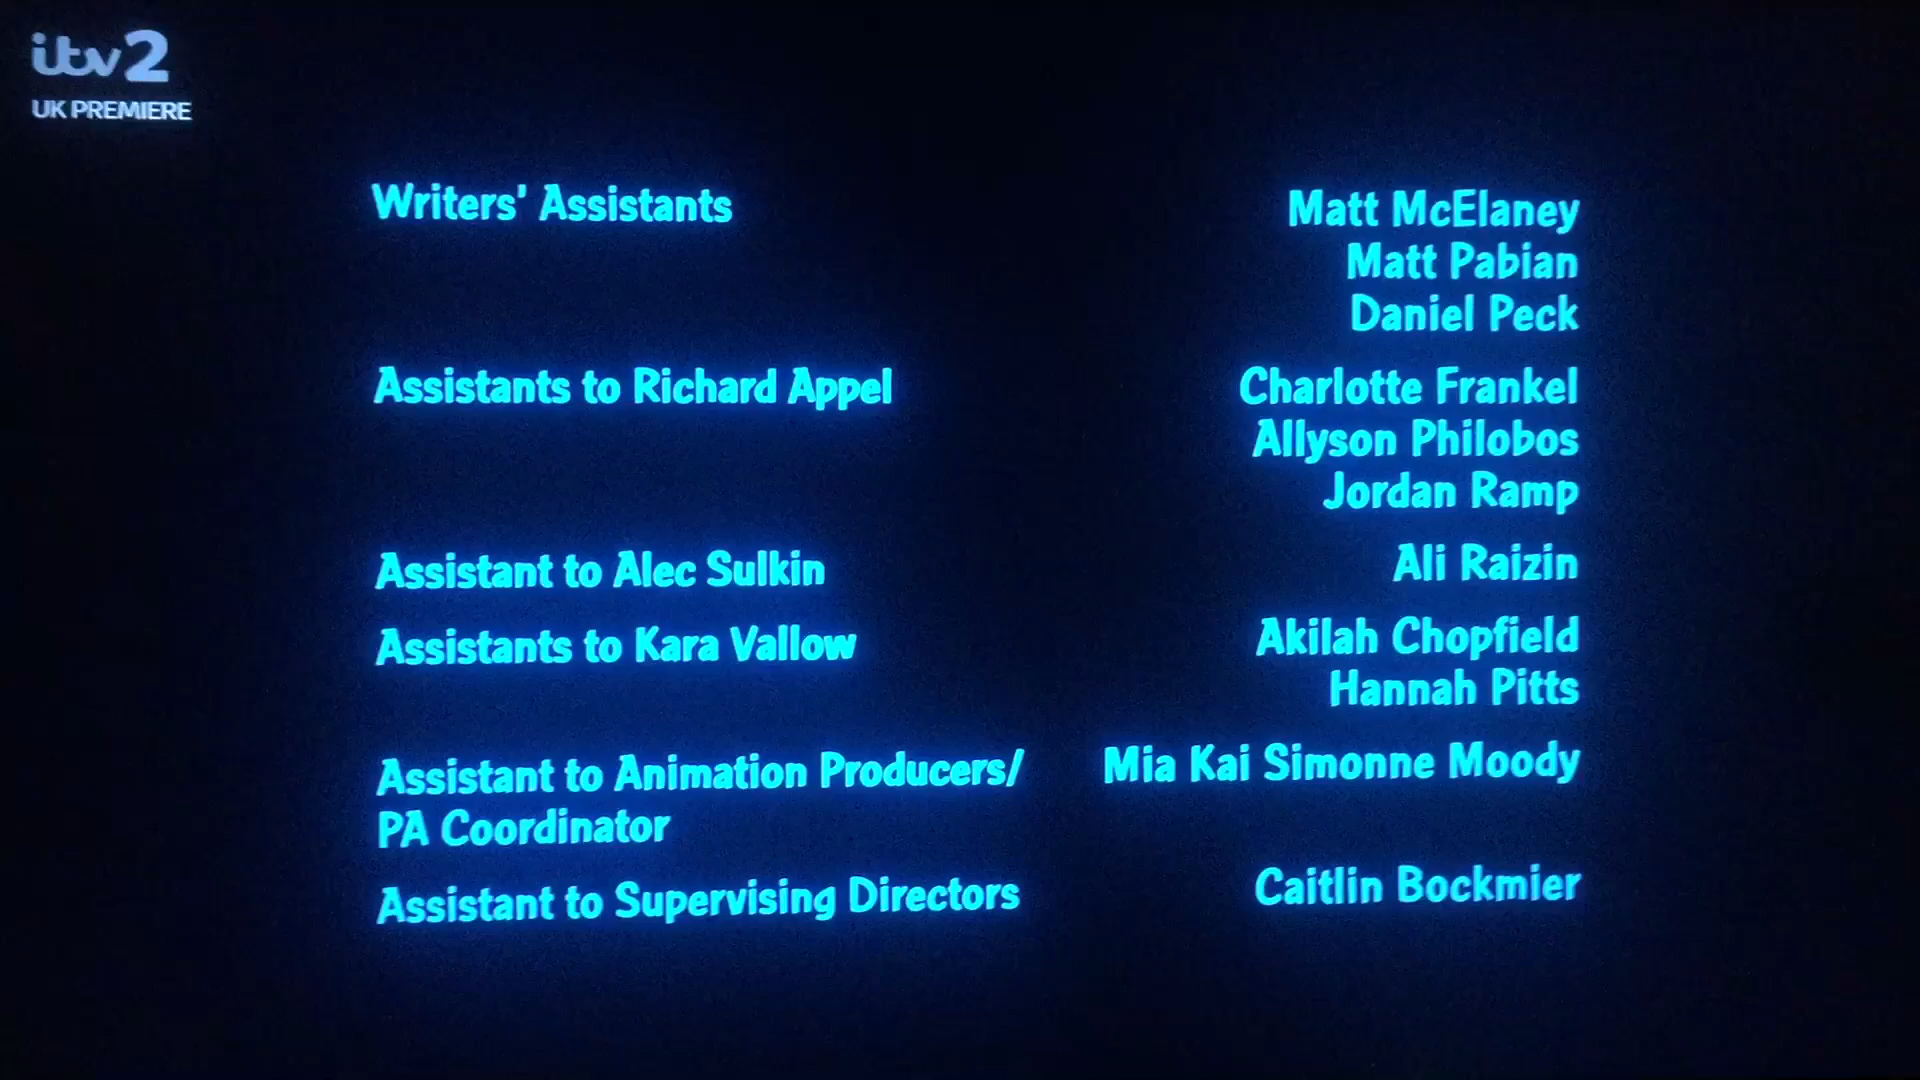 itv2
UK PREMIERE
Writers' Assistants
Matt McElaney
Matt Pabian
Daniel Peck
Assistants to Richard Appel
Charlotte Frankel
Allyson Philobos
Jordan Ramp
Assistant to Alec Sulkin
Ali Raizin
Assistants to Kara Vallow
Akilah Chopfield
Hannah Pitts
Assistant to Animation Producers/
PA Coordinator
Mia Kai Simonne Moody
Assistant to Supervising Directors
Caitlin Bockmier